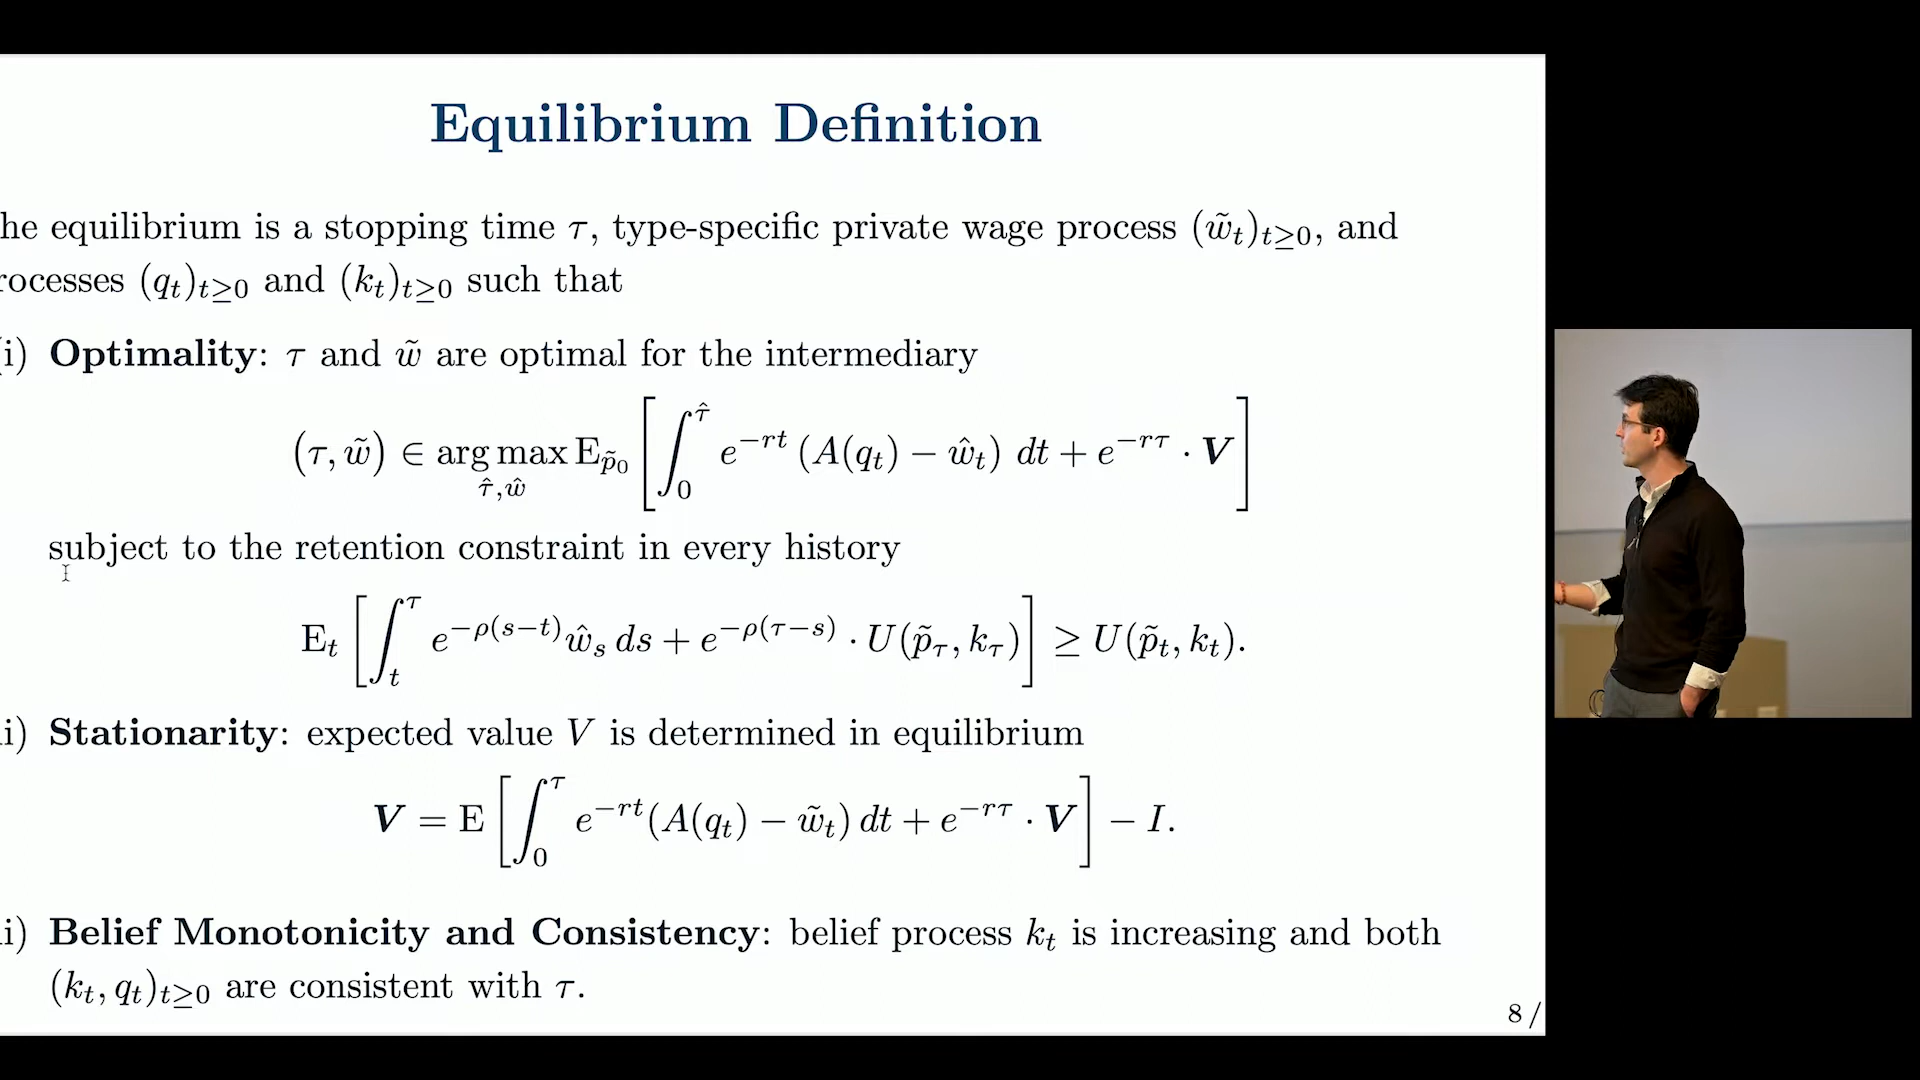 Equilibrium Definition
he equilibrium is a stopping time τ, type-specific private wage process (w̃_t)_{t≥0}, and
rocesses (q_t)_{t≥0} and (k_t)_{t≥0} such that
i) Optimality: τ and w̃ are optimal for the intermediary
(τ, w̃) ∈ arg max_{τ̂,ŵ} E_{p̃_0} [ ∫_0^{τ̂} e^{−rt} (A(q_t) − ŵ_t) dt + e^{−rτ} · V ]
subject to the retention constraint in every history
E_t [ ∫_t^τ e^{−ρ(s−t)} ŵ_s ds + e^{−ρ(τ−s)} · U(p̃_τ, k_τ) ] ≥ U(p̃_t, k_t).
i) Stationarity: expected value V is determined in equilibrium
V = E [ ∫_0^τ e^{−rt} (A(q_t) − w̃_t) dt + e^{−rτ} · V ] − I.
i) Belief Monotonicity and Consistency: belief process k_t is increasing and both
(k_t, q_t)_{t≥0} are consistent with τ.
8 /